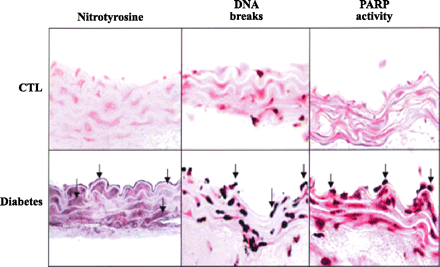 Nitrotyrosine
DNA
breaks
PARP
activity
CTL
Diabetes